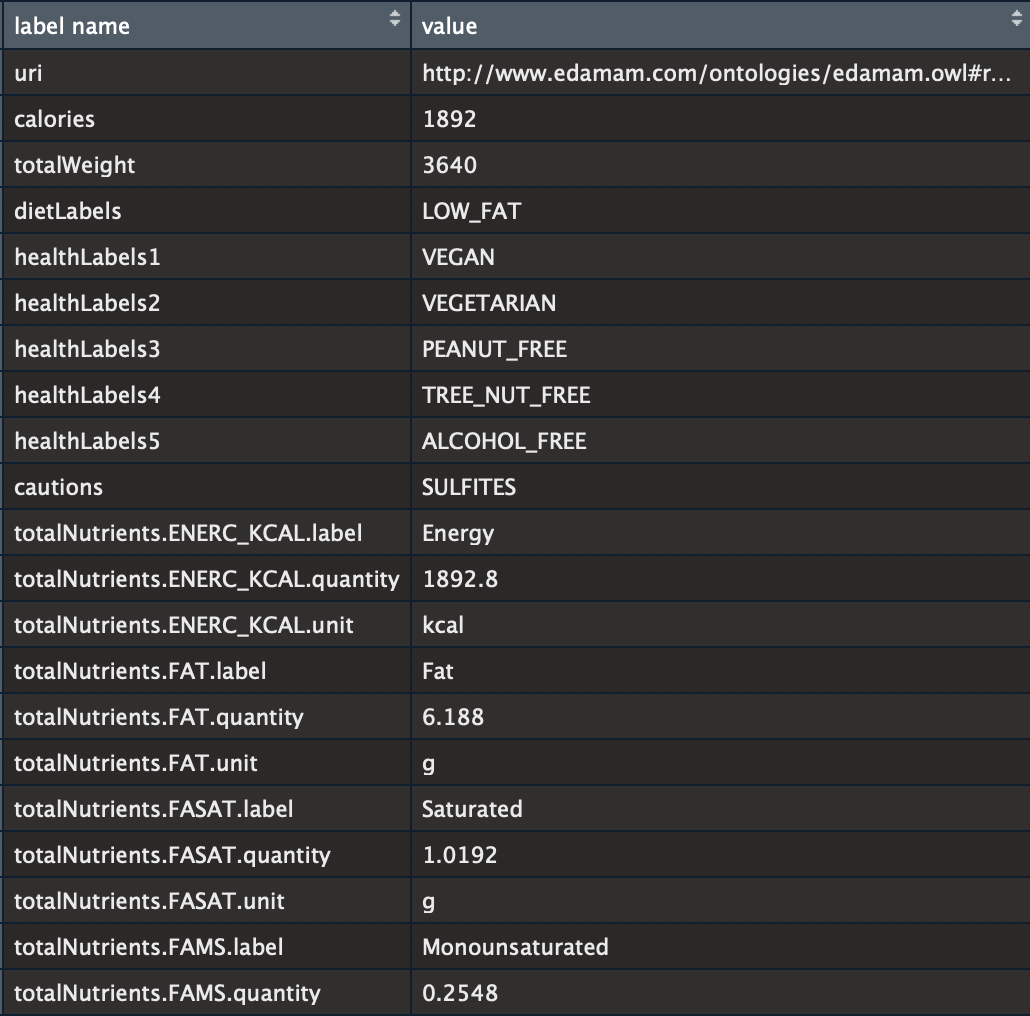 label name value
uri http://www.edamam.com/ontologies/edamam.owl#r...
calories 1892
totalWeight 3640
dietLabels LOW_FAT
healthLabels1 VEGAN
healthLabels2 VEGETARIAN
healthLabels3 PEANUT_FREE
healthLabels4 TREE_NUT_FREE
healthLabels5 ALCOHOL_FREE
cautions SULFITES
totalNutrients.ENERC_KCAL.label Energy
totalNutrients.ENERC_KCAL.quantity 1892.8
totalNutrients.ENERC_KCAL.unit kcal
totalNutrients.FAT.label Fat
totalNutrients.FAT.quantity 6.188
totalNutrients.FAT.unit g
totalNutrients.FASAT.label Saturated
totalNutrients.FASAT.quantity 1.0192
totalNutrients.FASAT.unit g
totalNutrients.FAMS.label Monounsaturated
totalNutrients.FAMS.quantity 0.2548